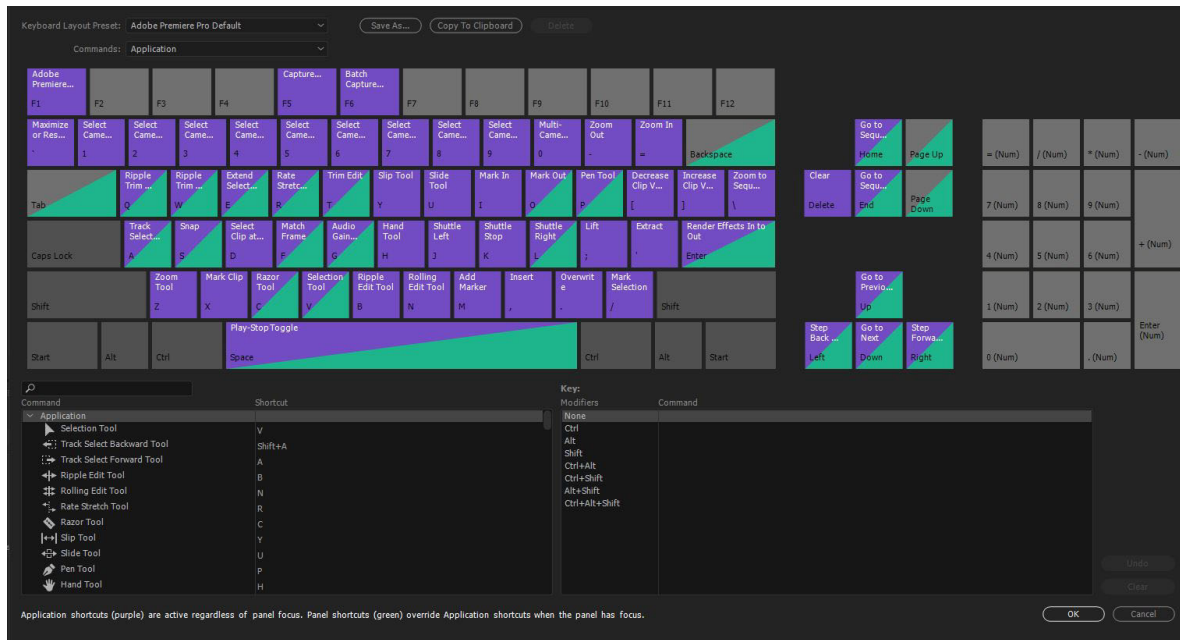 Keyboard Layout Preset: Adobe Premiere Pro Default Save As... Copy To Clipboard Delete
Commands: Application
Adobe Premiere... Capture... Batch Capture...
F1 F2 F3 F4 F5 F6 F7 F8 F9 F10 F11 F12
Maximize or Res... Select Came... Select Came... Select Came... Select Came... Select Came... Select Came... Select Came... Select Came... Select Came... Multi-Came... Zoom Out Zoom In Go to Sequ...
` 1 2 3 4 5 6 7 8 9 0 - = Backspace Home Page Up = (Num) / (Num) * (Num) - (Num)
Ripple Trim ... Ripple Trim ... Extend Select... Rate Stretc... Trim Edit Slip Tool Slide Tool Mark In Mark Out Pen Tool Decrease Clip V... Increase Clip V... Zoom to Sequ... Clear Go to Sequ...
Tab Q W E R T Y U I O P [ ] \ Delete End Page Down 7 (Num) 8 (Num) 9 (Num)
Track Select... Snap Select Clip at... Match Frame Audio Gain... Hand Tool Shuttle Left Shuttle Stop Shuttle Right Lift Extract Render Effects In to Out
Caps Lock A S D F G H J K L ; ' Enter 4 (Num) 5 (Num) 6 (Num) + (Num)
Zoom Tool Mark Clip Razor Tool Selection Tool Ripple Edit Tool Rolling Edit Tool Add Marker Insert Overwrit e Mark Selection Go to Previo...
Shift Z X C V B N M , . / Shift Up 1 (Num) 2 (Num) 3 (Num)
Play-Stop Toggle Step Back ... Go to Next Step Forwa...
Start Alt Ctrl Space Ctrl Alt Start Left Down Right 0 (Num) . (Num) Enter (Num)
Key:
Command Shortcut Modifiers Command
Application None
Selection Tool V Ctrl
Track Select Backward Tool Shift+A Alt
Track Select Forward Tool A Shift
Ripple Edit Tool B Ctrl+Alt
Rolling Edit Tool N Ctrl+Shift
Rate Stretch Tool R Alt+Shift
Razor Tool C Ctrl+Alt+Shift
Slip Tool Y
Slide Tool U
Pen Tool P Undo
Hand Tool H Clear
Application shortcuts (purple) are active regardless of panel focus. Panel shortcuts (green) override Application shortcuts when the panel has focus. OK Cancel